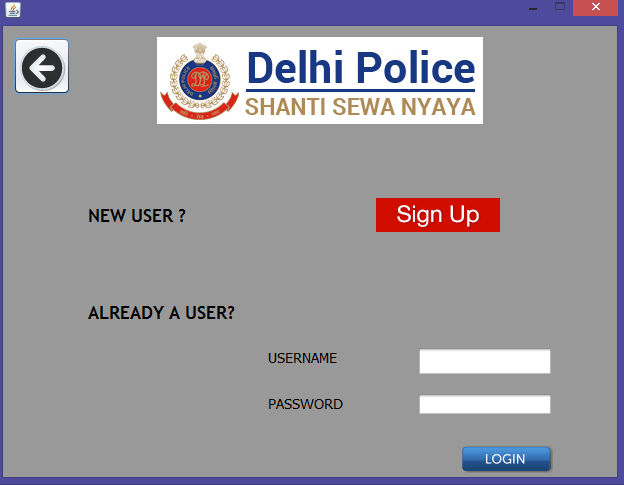 Delhi Police
SHANTI SEWA NYAYA
NEW USER ?
Sign Up
ALREADY A USER?
USERNAME
PASSWORD
LOGIN